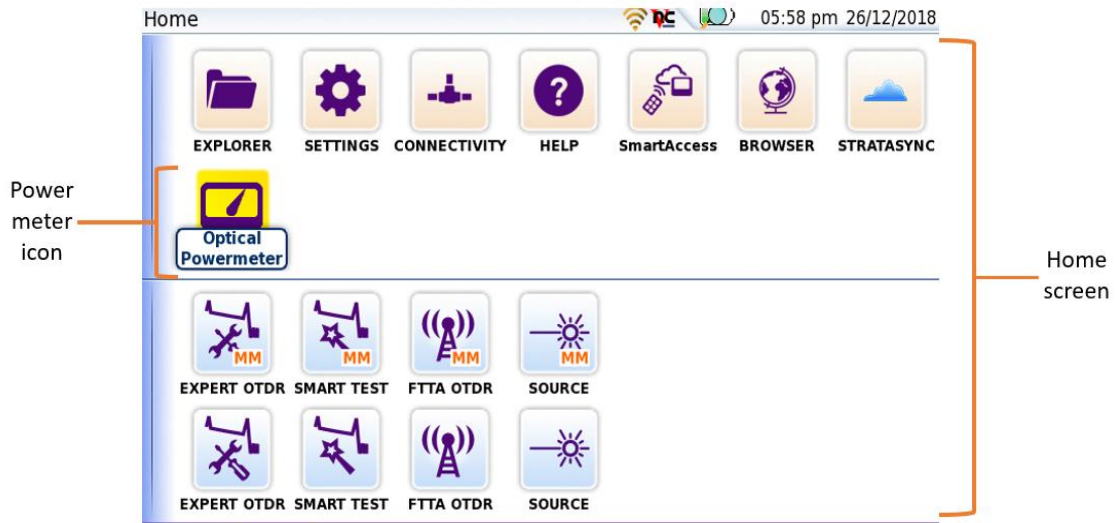 Home
05:58 pm 26/12/2018
EXPLORER
SETTINGS
CONNECTIVITY
HELP
SmartAccess
BROWSER
STRATASYNC
Power
meter
icon
Optical
Powermeter
Home
screen
MM
MM
MM
MM
EXPERT OTDR
SMART TEST
FTTA OTDR
SOURCE
EXPERT OTDR
SMART TEST
FTTA OTDR
SOURCE